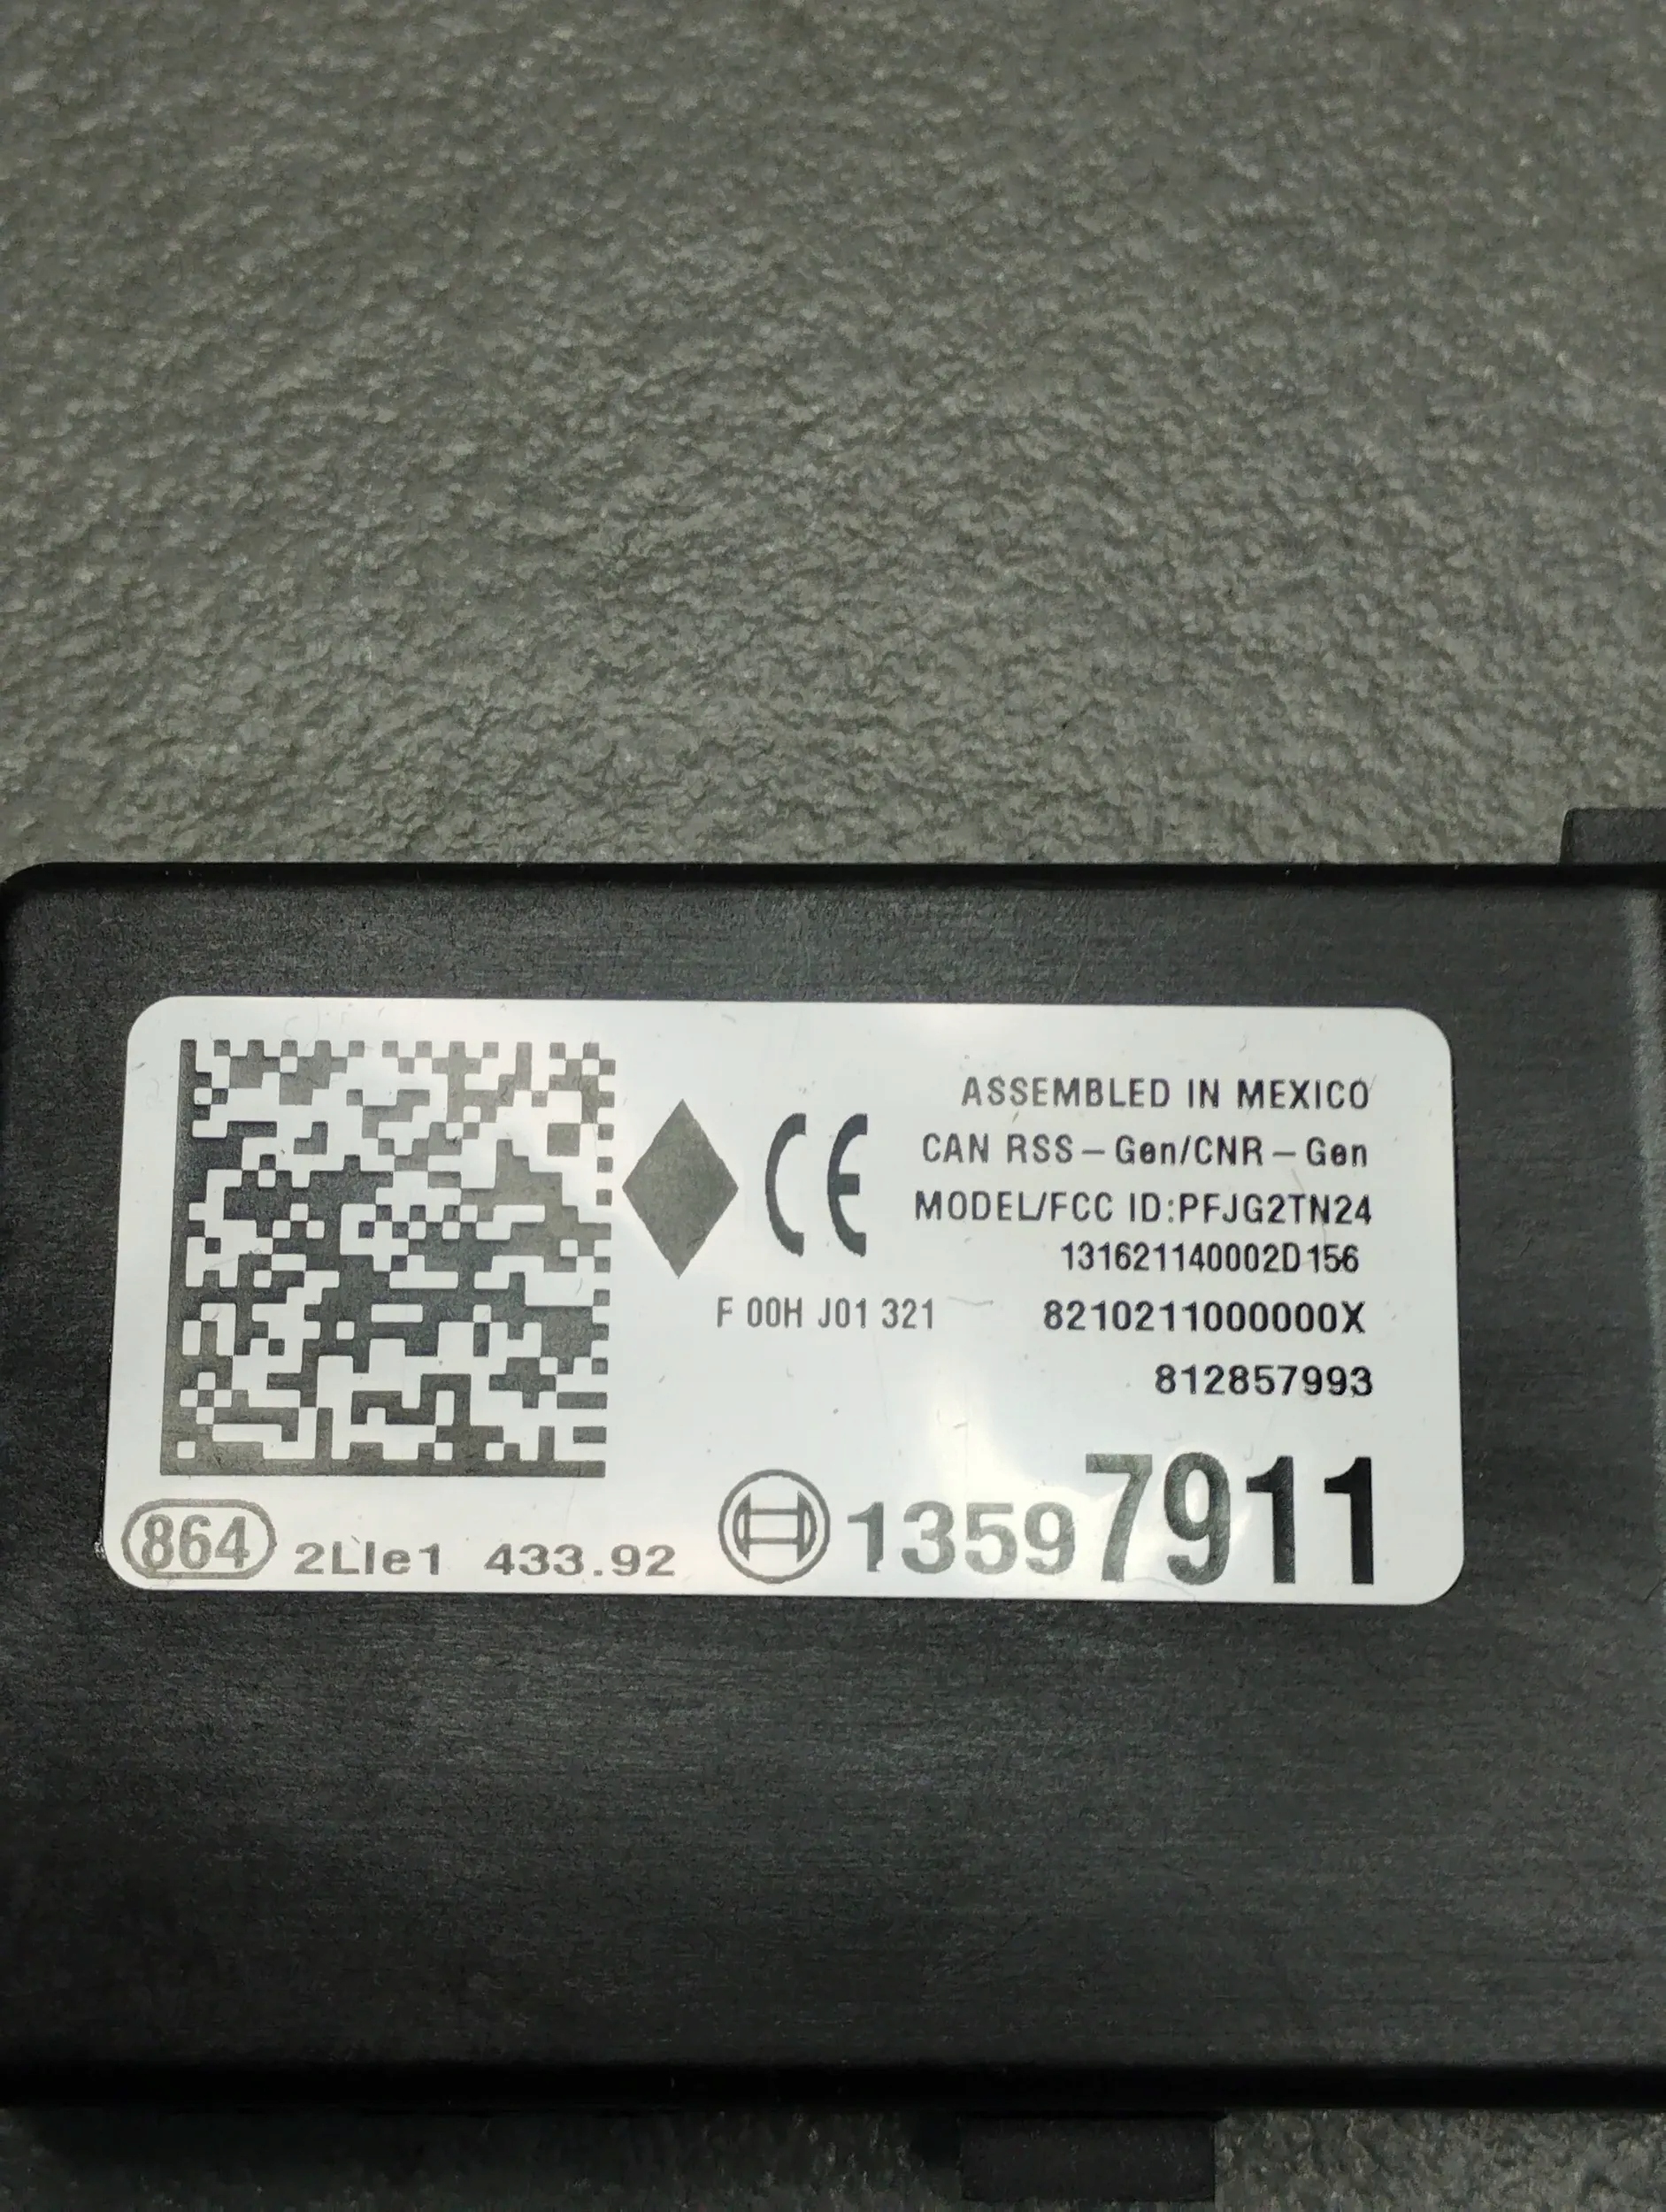 ASSEMBLED IN MEXICO
CAN RSS-Gen/CNR-Gen
MODEL/FCC ID:PFJG2TN24
131621140002D156
F 00H J01 321 8210211000000X
812857993
864 2LIe1 433.92 13597911